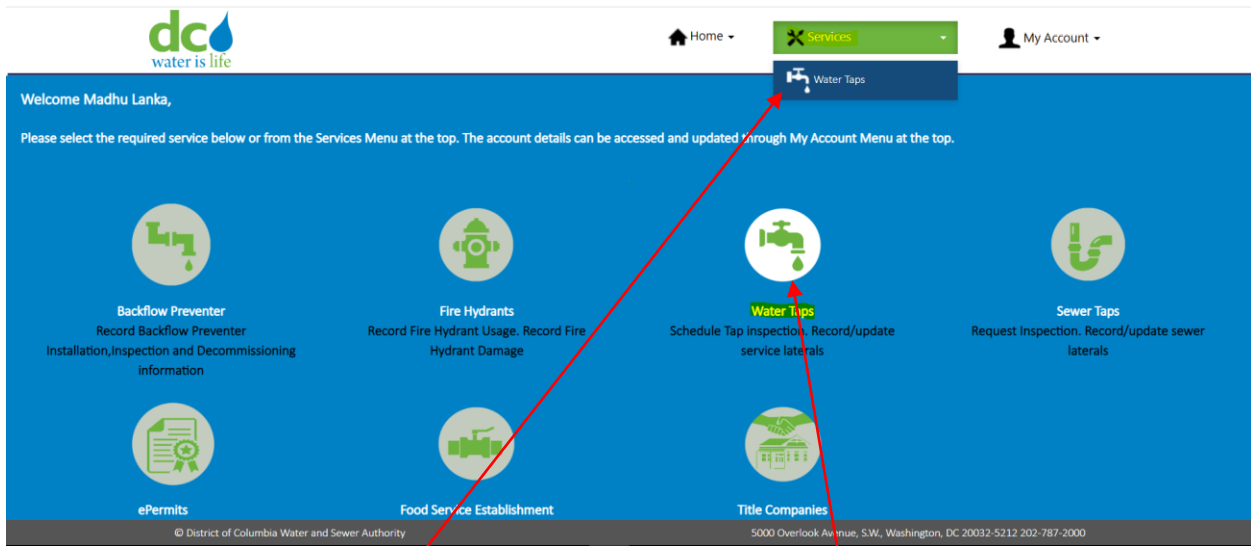 dc
water is life
Home
Services
My Account
Water Taps
Welcome Madhu Lanka,
Please select the required service below or from the Services Menu at the top. The account details can be accessed and updated through My Account Menu at the top.
Backflow Preventer
Record Backflow Preventer
Installation,Inspection and Decommissioning
information
Fire Hydrants
Record Fire Hydrant Usage. Record Fire
Hydrant Damage
Water Taps
Schedule Tap inspection. Record/update
service laterals
Sewer Taps
Request Inspection. Record/update sewer
laterals
ePermits
Food Service Establishment
Title Companies
© District of Columbia Water and Sewer Authority
5000 Overlook Avenue, S.W., Washington, DC 20032-5212 202-787-2000